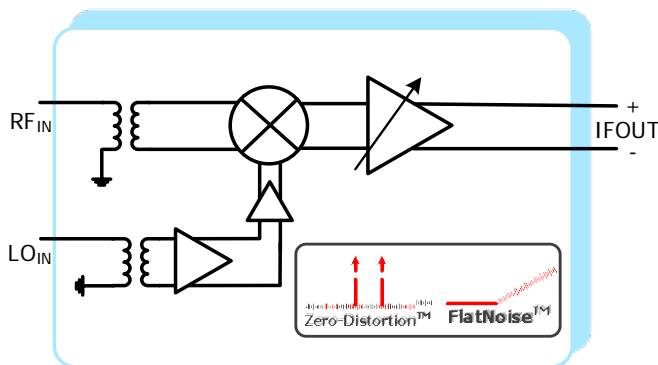 RFIN
+
IFOUT
-
LOIN
Zero-Distortion™
FlatNoise™